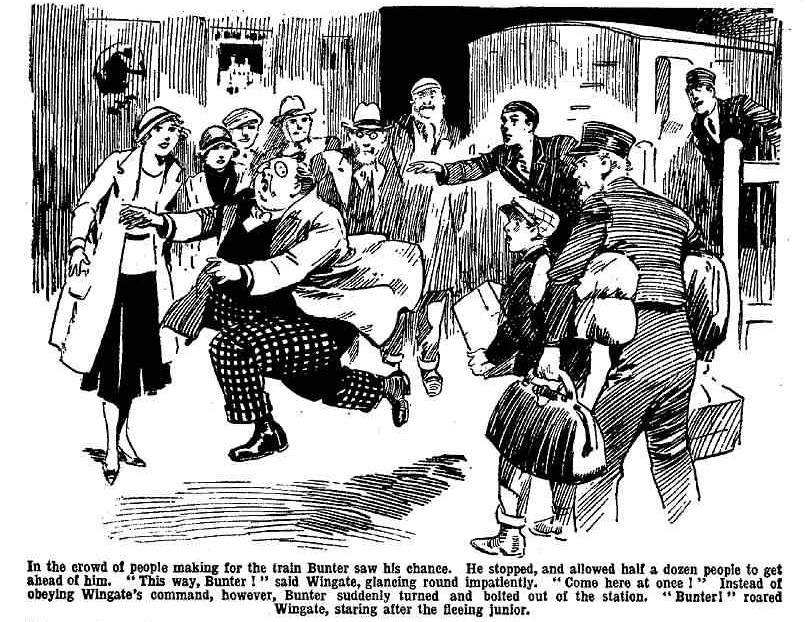 In the crowd of people making for the train Bunter saw his chance. He stopped, and allowed half a dozen people to get
ahead of him. "This way, Bunter!" said Wingate, glancing round impatiently. "Come here at once!" Instead of
obeying Wingate's command, however, Bunter suddenly turned and bolted out of the station. "Bunter!" roared
Wingate, staring after the fleeing junior.